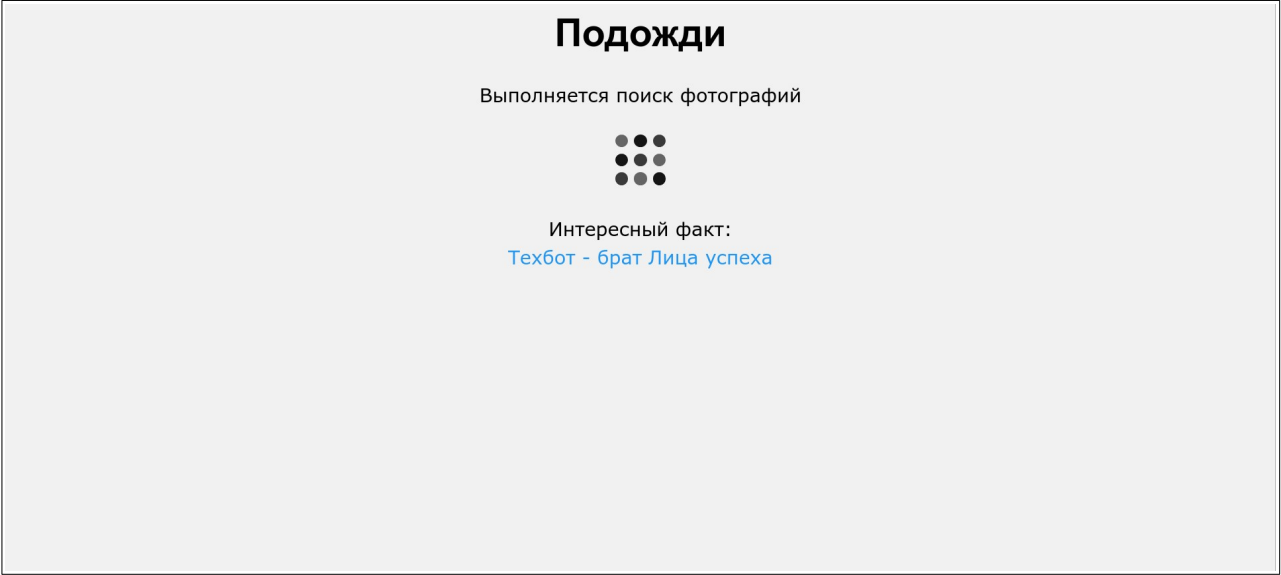 Подожди
Выполняется поиск фотографий
Интересный факт:
Техбот - брат Лица успеха